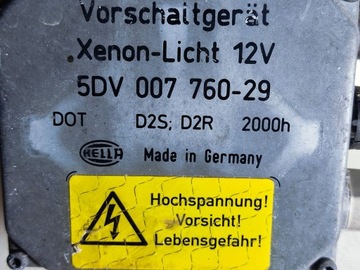 Vorschaltgerät
Xenon-Licht 12V
5DV 007 760-29
DOT D2S; D2R 2000h
HELLA Made in Germany
Hochspannung!
Vorsicht!
Lebensgefahr!